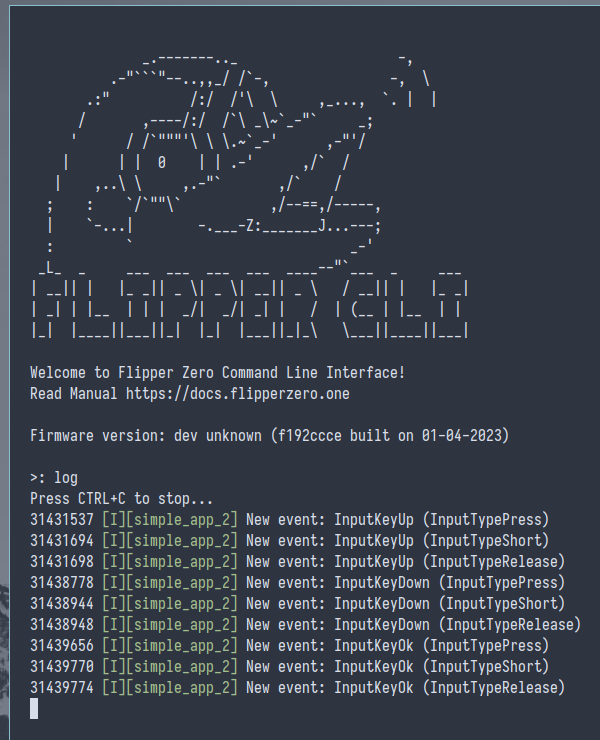 FLIPPER CLI
Welcome to Flipper Zero Command Line Interface!
Read Manual https://docs.flipperzero.one
Firmware version: dev unknown (f192ccce built on 01-04-2023)
>: log
Press CTRL+C to stop...
31431537 [I][simple_app_2] New event: InputKeyUp (InputTypePress)
31431694 [I][simple_app_2] New event: InputKeyUp (InputTypeShort)
31431698 [I][simple_app_2] New event: InputKeyUp (InputTypeRelease)
31438778 [I][simple_app_2] New event: InputKeyDown (InputTypePress)
31438944 [I][simple_app_2] New event: InputKeyDown (InputTypeShort)
31438948 [I][simple_app_2] New event: InputKeyDown (InputTypeRelease)
31439656 [I][simple_app_2] New event: InputKeyOk (InputTypePress)
31439770 [I][simple_app_2] New event: InputKeyOk (InputTypeShort)
31439774 [I][simple_app_2] New event: InputKeyOk (InputTypeRelease)